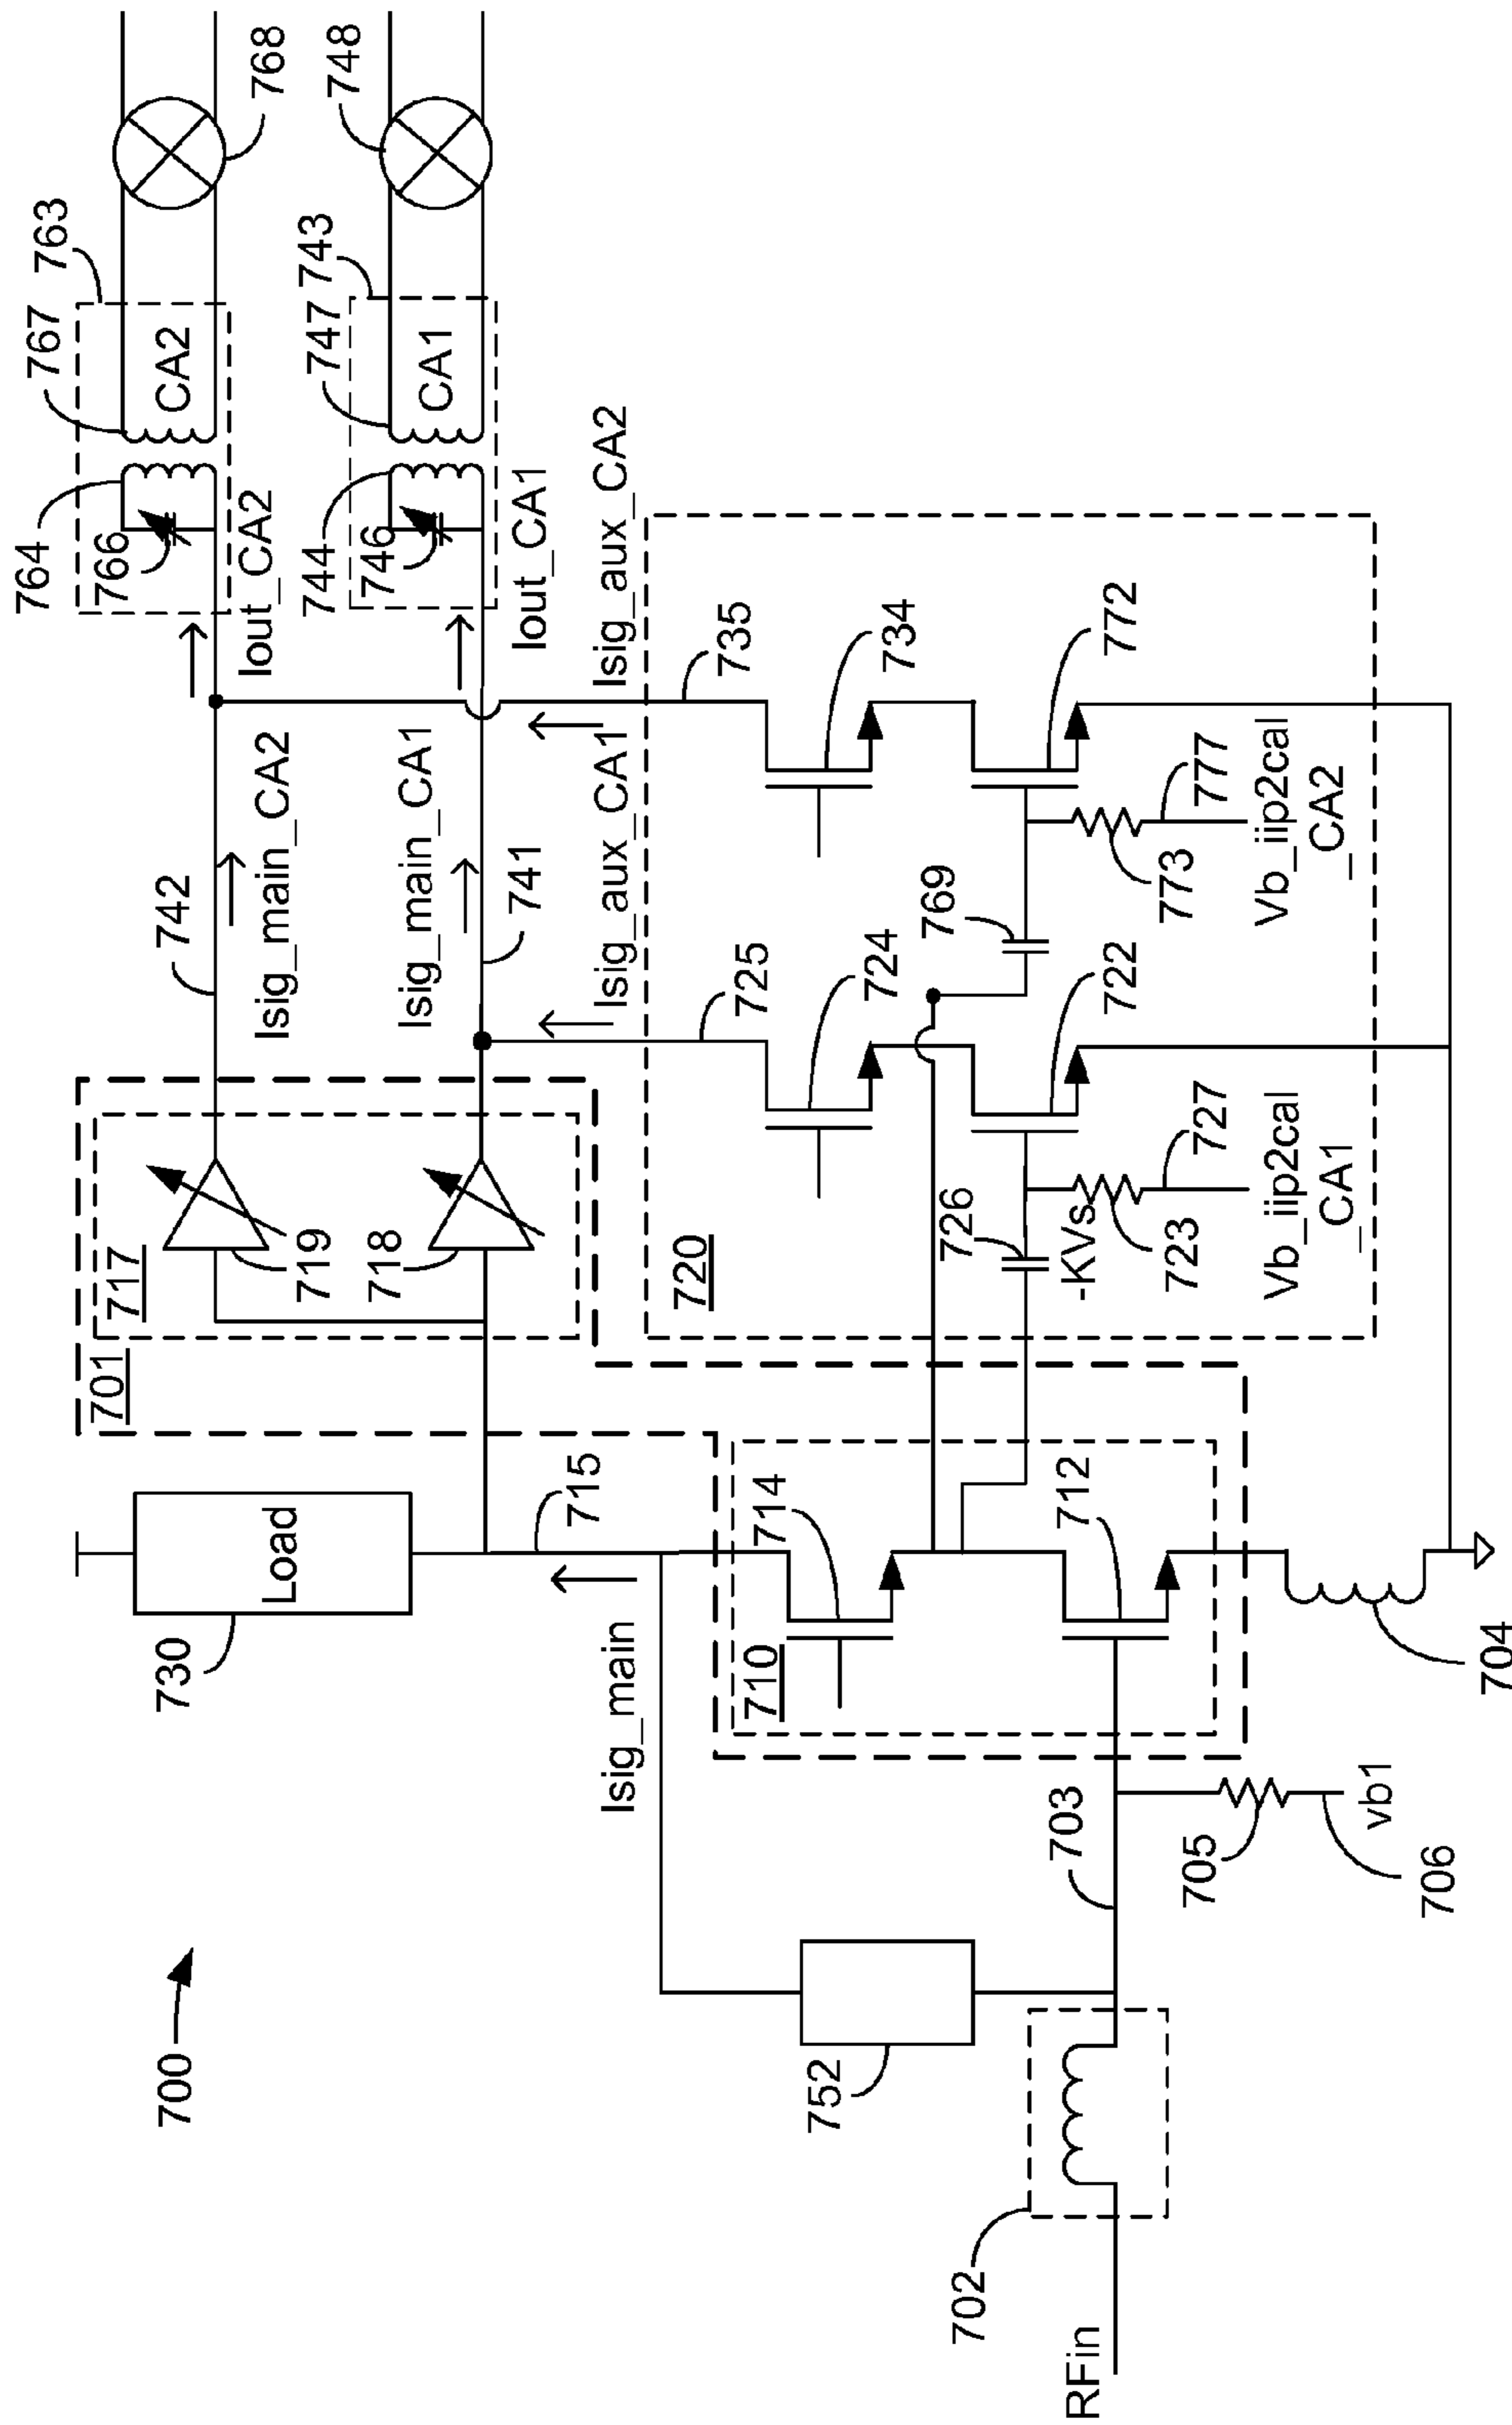 700
730
Load
701
717
719
718
742
Isig_main_CA2
Isig_main_CA1
741
Iout_CA2
Iout_CA1
764
766
767
CA2
763
768
744
746
747
CA1
743
748
Isig_main
715
725
Isig_aux_CA1
735
Isig_aux_CA2
710
714
712
720
724
734
726
-KVs
769
722
772
723
727
Vb_iip2cal
_CA1
773
777
Vb_iip2cal
_CA2
752
703
702
RFin
705
vb1
706
704